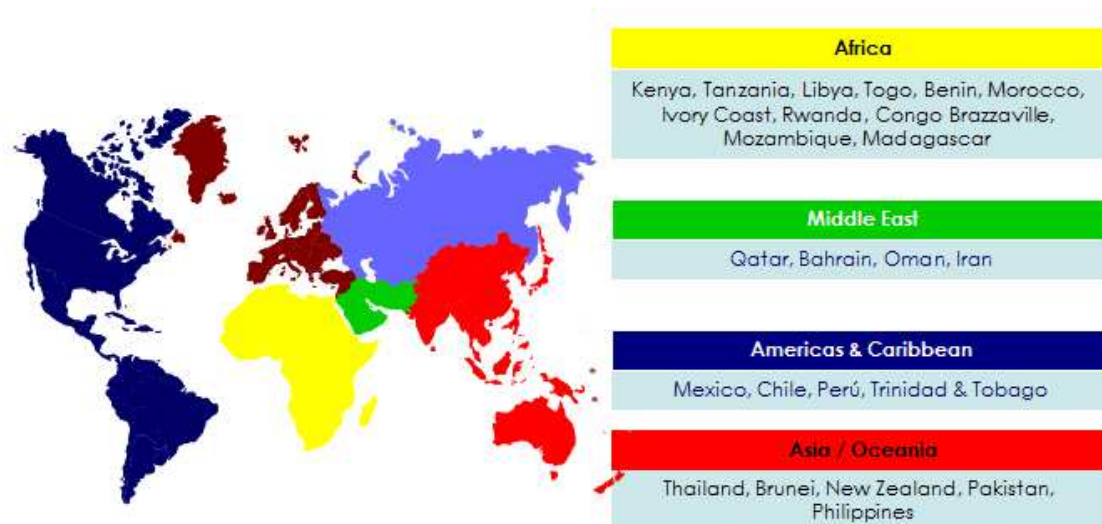 Africa
Kenya, Tanzania, Libya, Togo, Benin, Morocco,
Ivory Coast, Rwanda, Congo Brazzaville,
Mozambique, Madagascar
Middle East
Qatar, Bahrain, Oman, Iran
Americas & Caribbean
Mexico, Chile, Perú, Trinidad & Tobago
Asia / Oceania
Thailand, Brunei, New Zealand, Pakistan,
Philippines